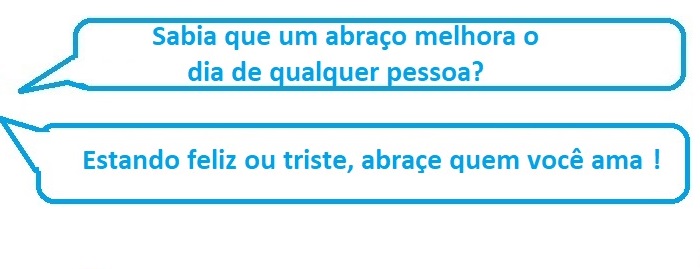 Sabia que um abraço melhora o
dia de qualquer pessoa?
Estando feliz ou triste, abraçe quem você ama !